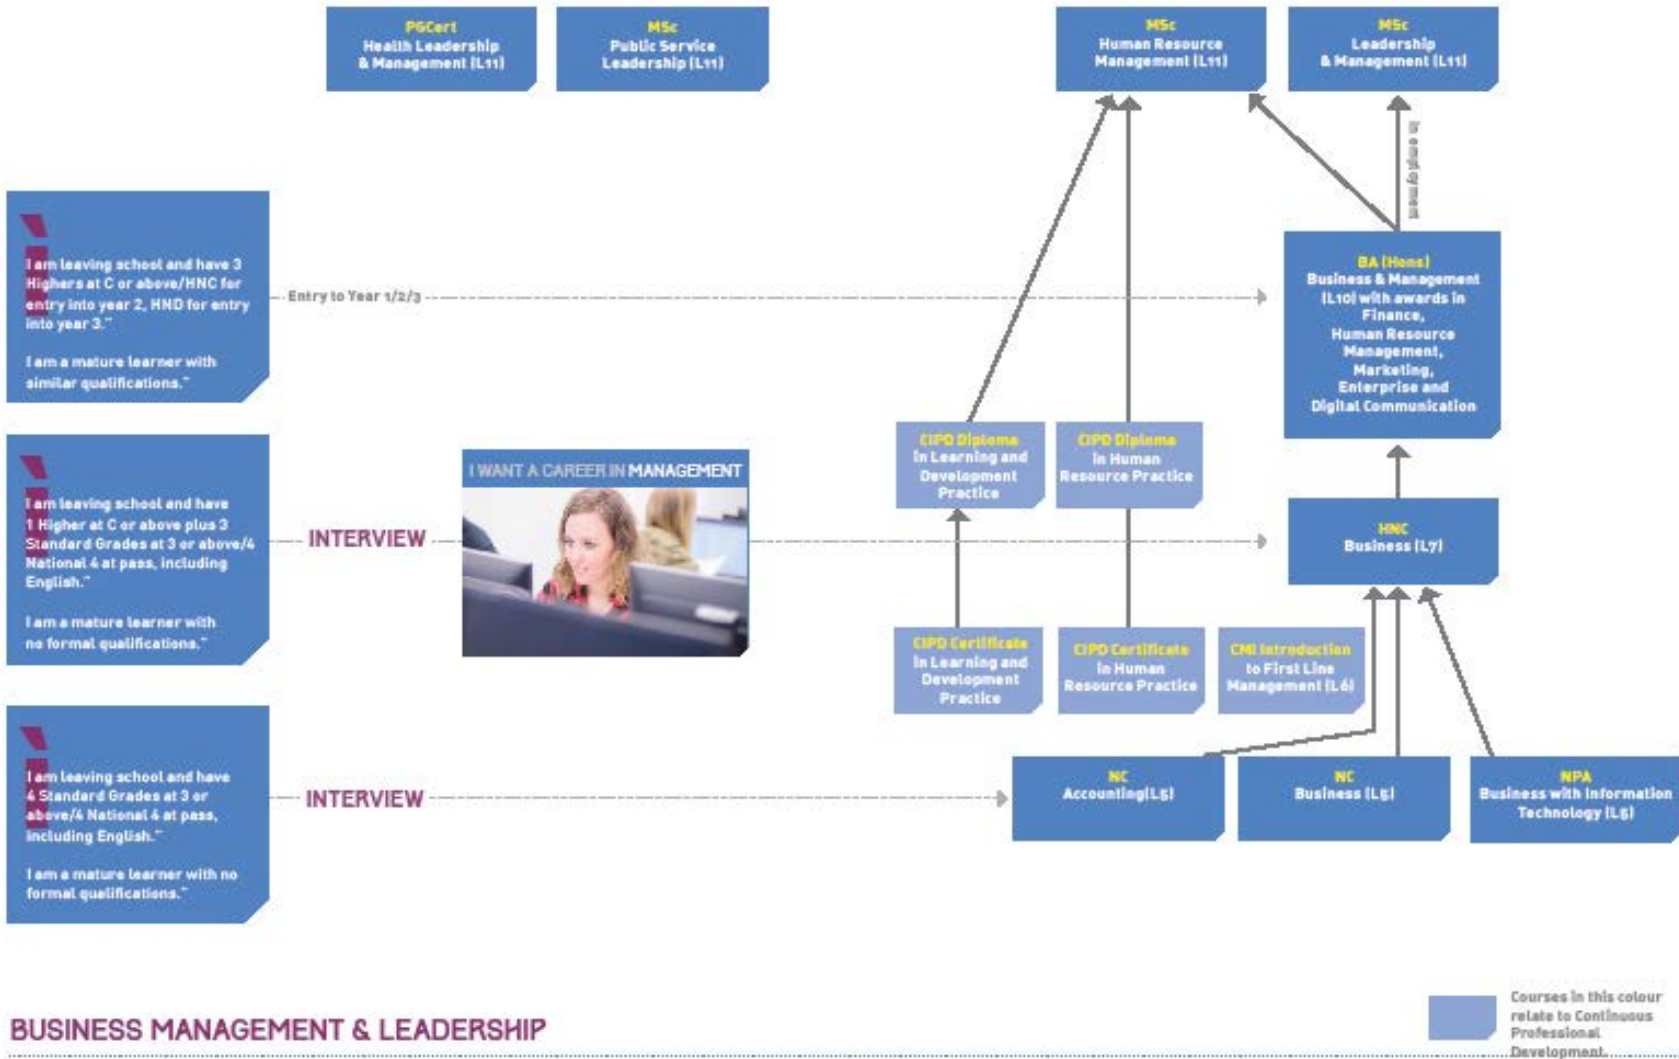 PGCert
Health Leadership
& Management (L11)
MSc
Public Service
Leadership (L11)
MSc
Human Resource
Management (L11)
MSc
Leadership
& Management (L11)
In employment
I am leaving school and have 3
Highers at C or above/HNC for
entry into year 2, HND for entry
into year 3."
I am a mature learner with
similar qualifications."
Entry to Year 1/2/3
BA (Hons)
Business & Management
(L10) with awards in
Finance,
Human Resource
Management,
Marketing,
Enterprise and
Digital Communication
I am leaving school and have
1 Higher at C or above plus 3
Standard Grades at 3 or above/4
National 4 at pass, including
English."
I am a mature learner with
no formal qualifications."
INTERVIEW
I WANT A CAREER IN MANAGEMENT
CIPD Diploma
in Learning and
Development
Practice
CIPD Diploma
in Human
Resource Practice
HNC
Business (L7)
CIPD Certificate
in Learning and
Development
Practice
CIPD Certificate
in Human
Resource Practice
CMI Introduction
to First Line
Management (L6)
I am leaving school and have
4 Standard Grades at 3 or
above/4 National 4 at pass,
including English."
I am a mature learner with no
formal qualifications."
INTERVIEW
NC
Accounting(L5)
NC
Business (L5)
NPA
Business with Information
Technology (L5)
BUSINESS MANAGEMENT & LEADERSHIP
Courses in this colour
relate to Continuous
Professional
Development.